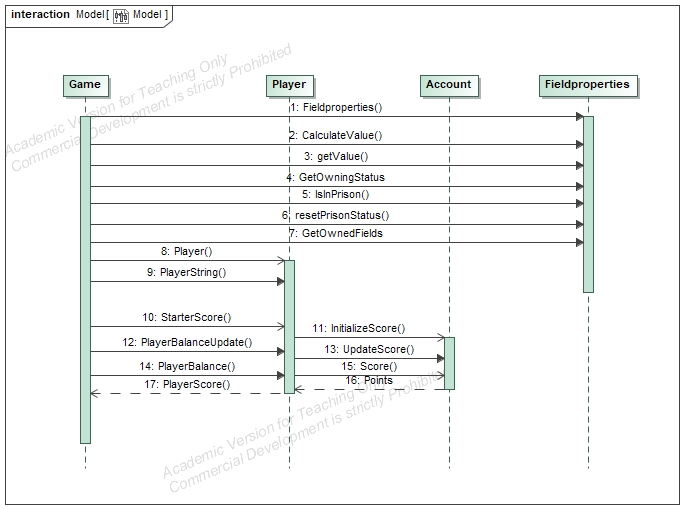 interaction Model[ Model ]
Academic Version for Teaching Only
Commercial Development is strictly Prohibited
Game Player Account Fieldproperties
1: Fieldproperties()
2: CalculateValue()
3: getValue()
4: GetOwningStatus
5: IsInPrison()
6: resetPrisonStatus()
7: GetOwnedFields
8: Player()
9: PlayerString()
10: StarterScore()
11: InitializeScore()
12: PlayerBalanceUpdate()
13: UpdateScore()
14: PlayerBalance()
15: Score()
16: Points
17: PlayerScore()
Academic Version for Teaching Only
Commercial Development is strictly Prohibited